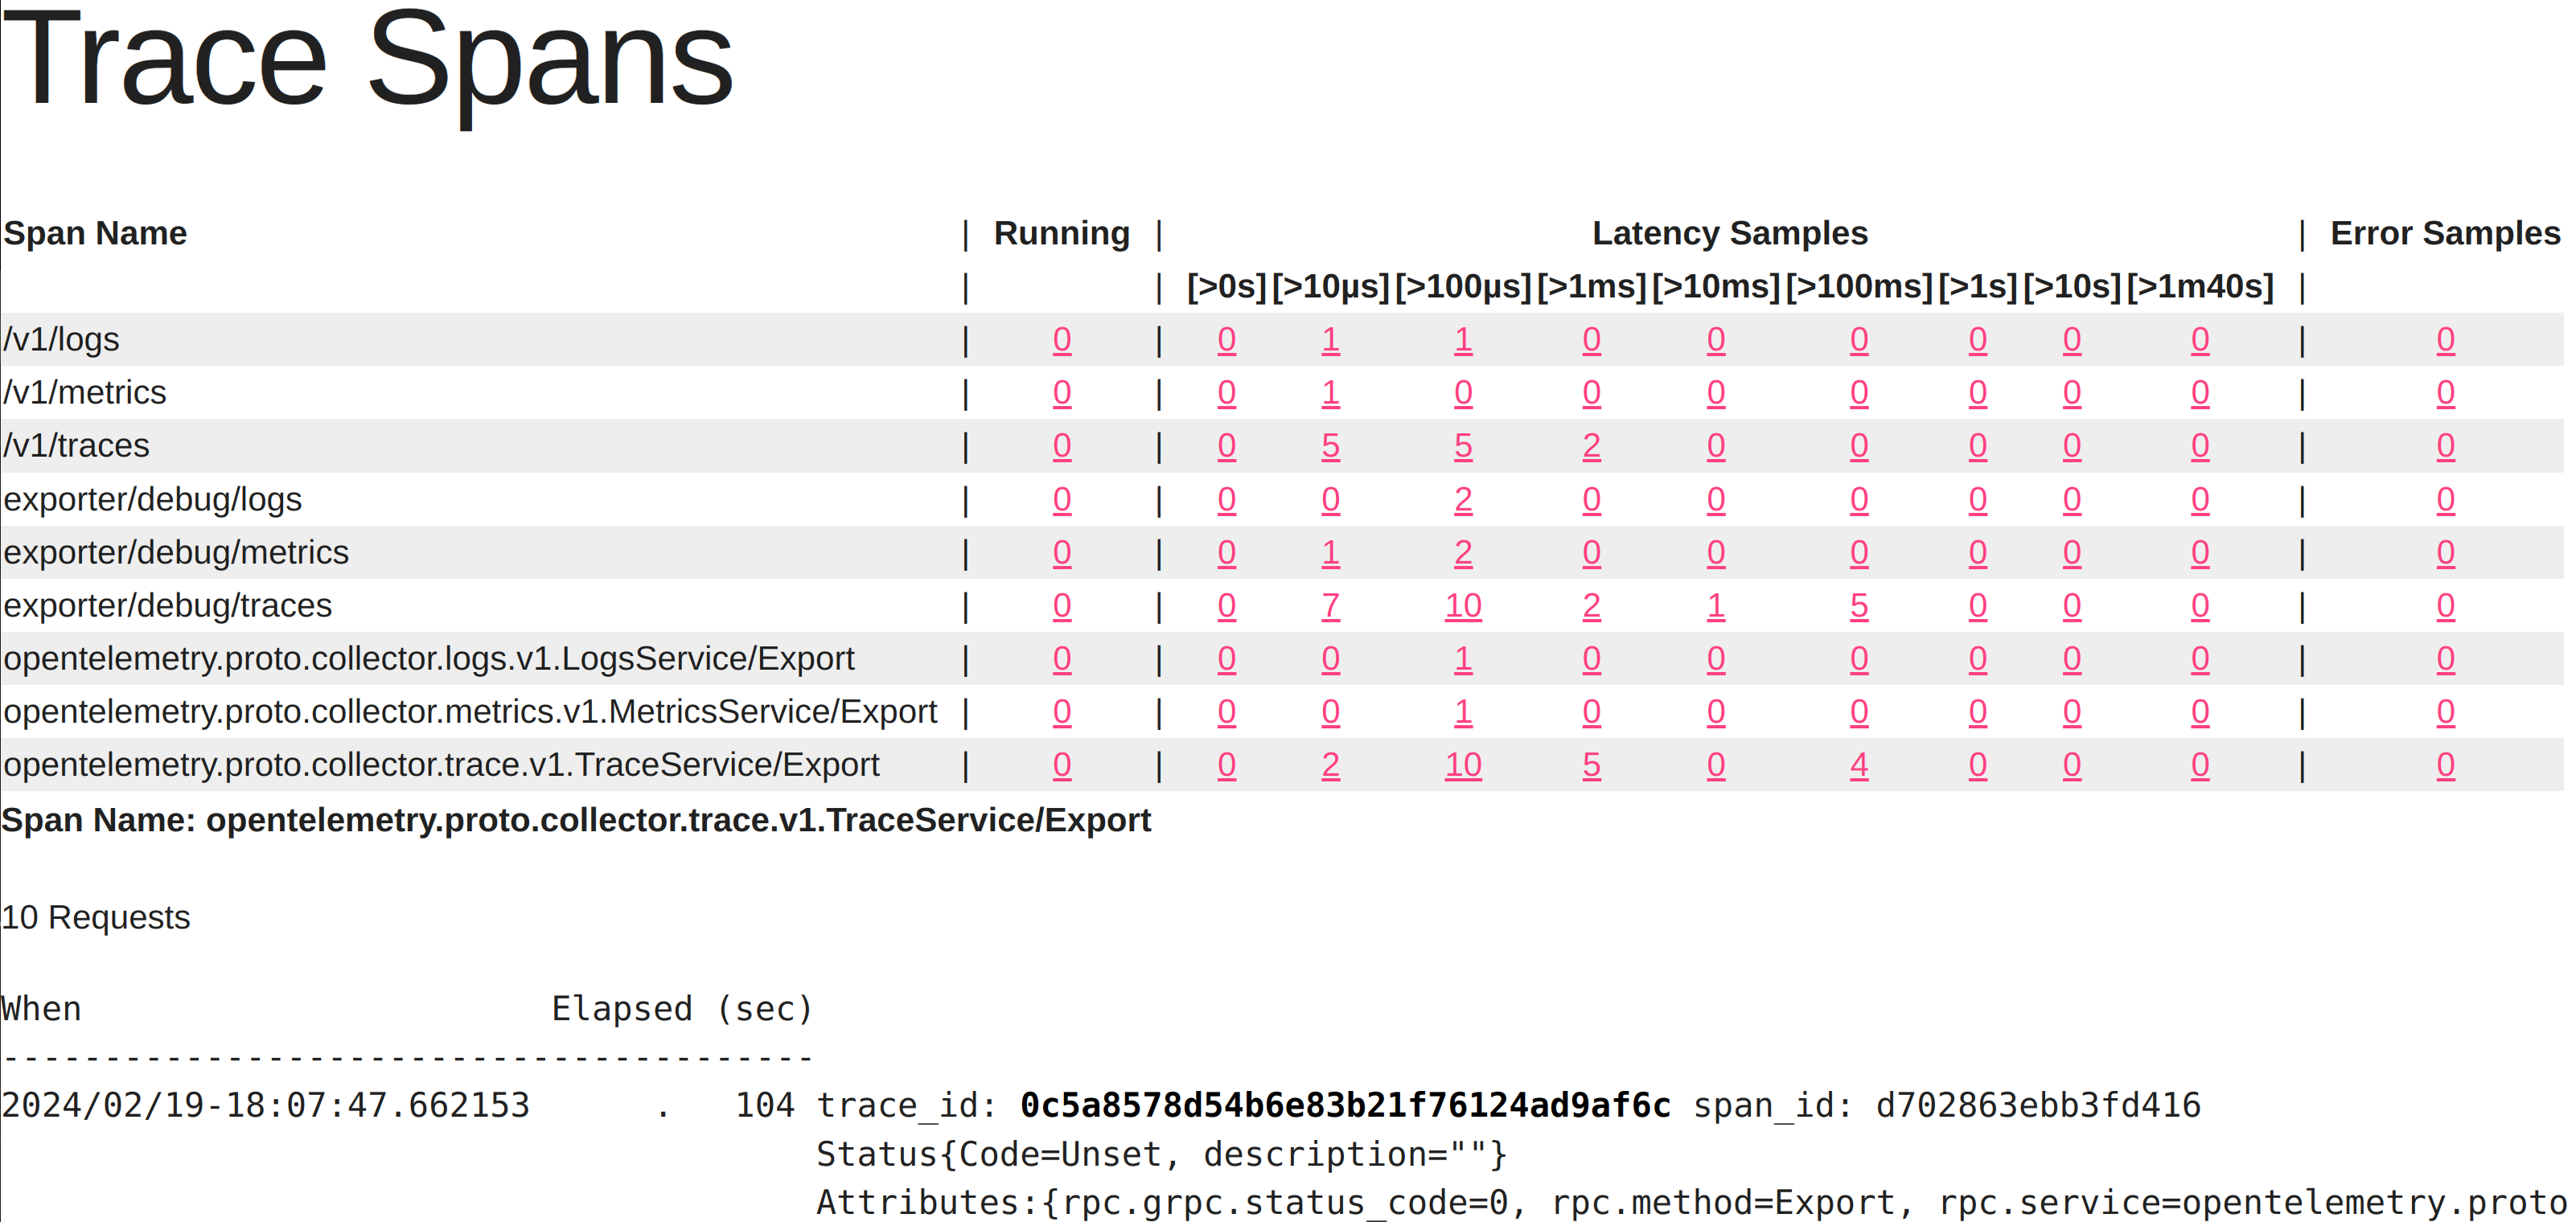 Trace Spans
Span Name | Running | Latency Samples | Error Samples
| | [>0s] [>10µs] [>100µs] [>1ms] [>10ms] [>100ms] [>1s] [>10s] [>1m40s] |
/v1/logs | 0 | 0 1 1 0 0 0 0 0 0 | 0
/v1/metrics | 0 | 0 1 0 0 0 0 0 0 0 | 0
/v1/traces | 0 | 0 5 5 2 0 0 0 0 0 | 0
exporter/debug/logs | 0 | 0 0 2 0 0 0 0 0 0 | 0
exporter/debug/metrics | 0 | 0 1 2 0 0 0 0 0 0 | 0
exporter/debug/traces | 0 | 0 7 10 2 1 5 0 0 0 | 0
opentelemetry.proto.collector.logs.v1.LogsService/Export | 0 | 0 0 1 0 0 0 0 0 0 | 0
opentelemetry.proto.collector.metrics.v1.MetricsService/Export | 0 | 0 0 1 0 0 0 0 0 0 | 0
opentelemetry.proto.collector.trace.v1.TraceService/Export | 0 | 0 2 10 5 0 4 0 0 0 | 0
Span Name: opentelemetry.proto.collector.trace.v1.TraceService/Export
10 Requests
When Elapsed (sec)
----------------------------------------
2024/02/19-18:07:47.662153 . 104 trace_id: 0c5a8578d54b6e83b21f76124ad9af6c span_id: d702863ebb3fd416
Status{Code=Unset, description=""}
Attributes:{rpc.grpc.status_code=0, rpc.method=Export, rpc.service=opentelemetry.proto